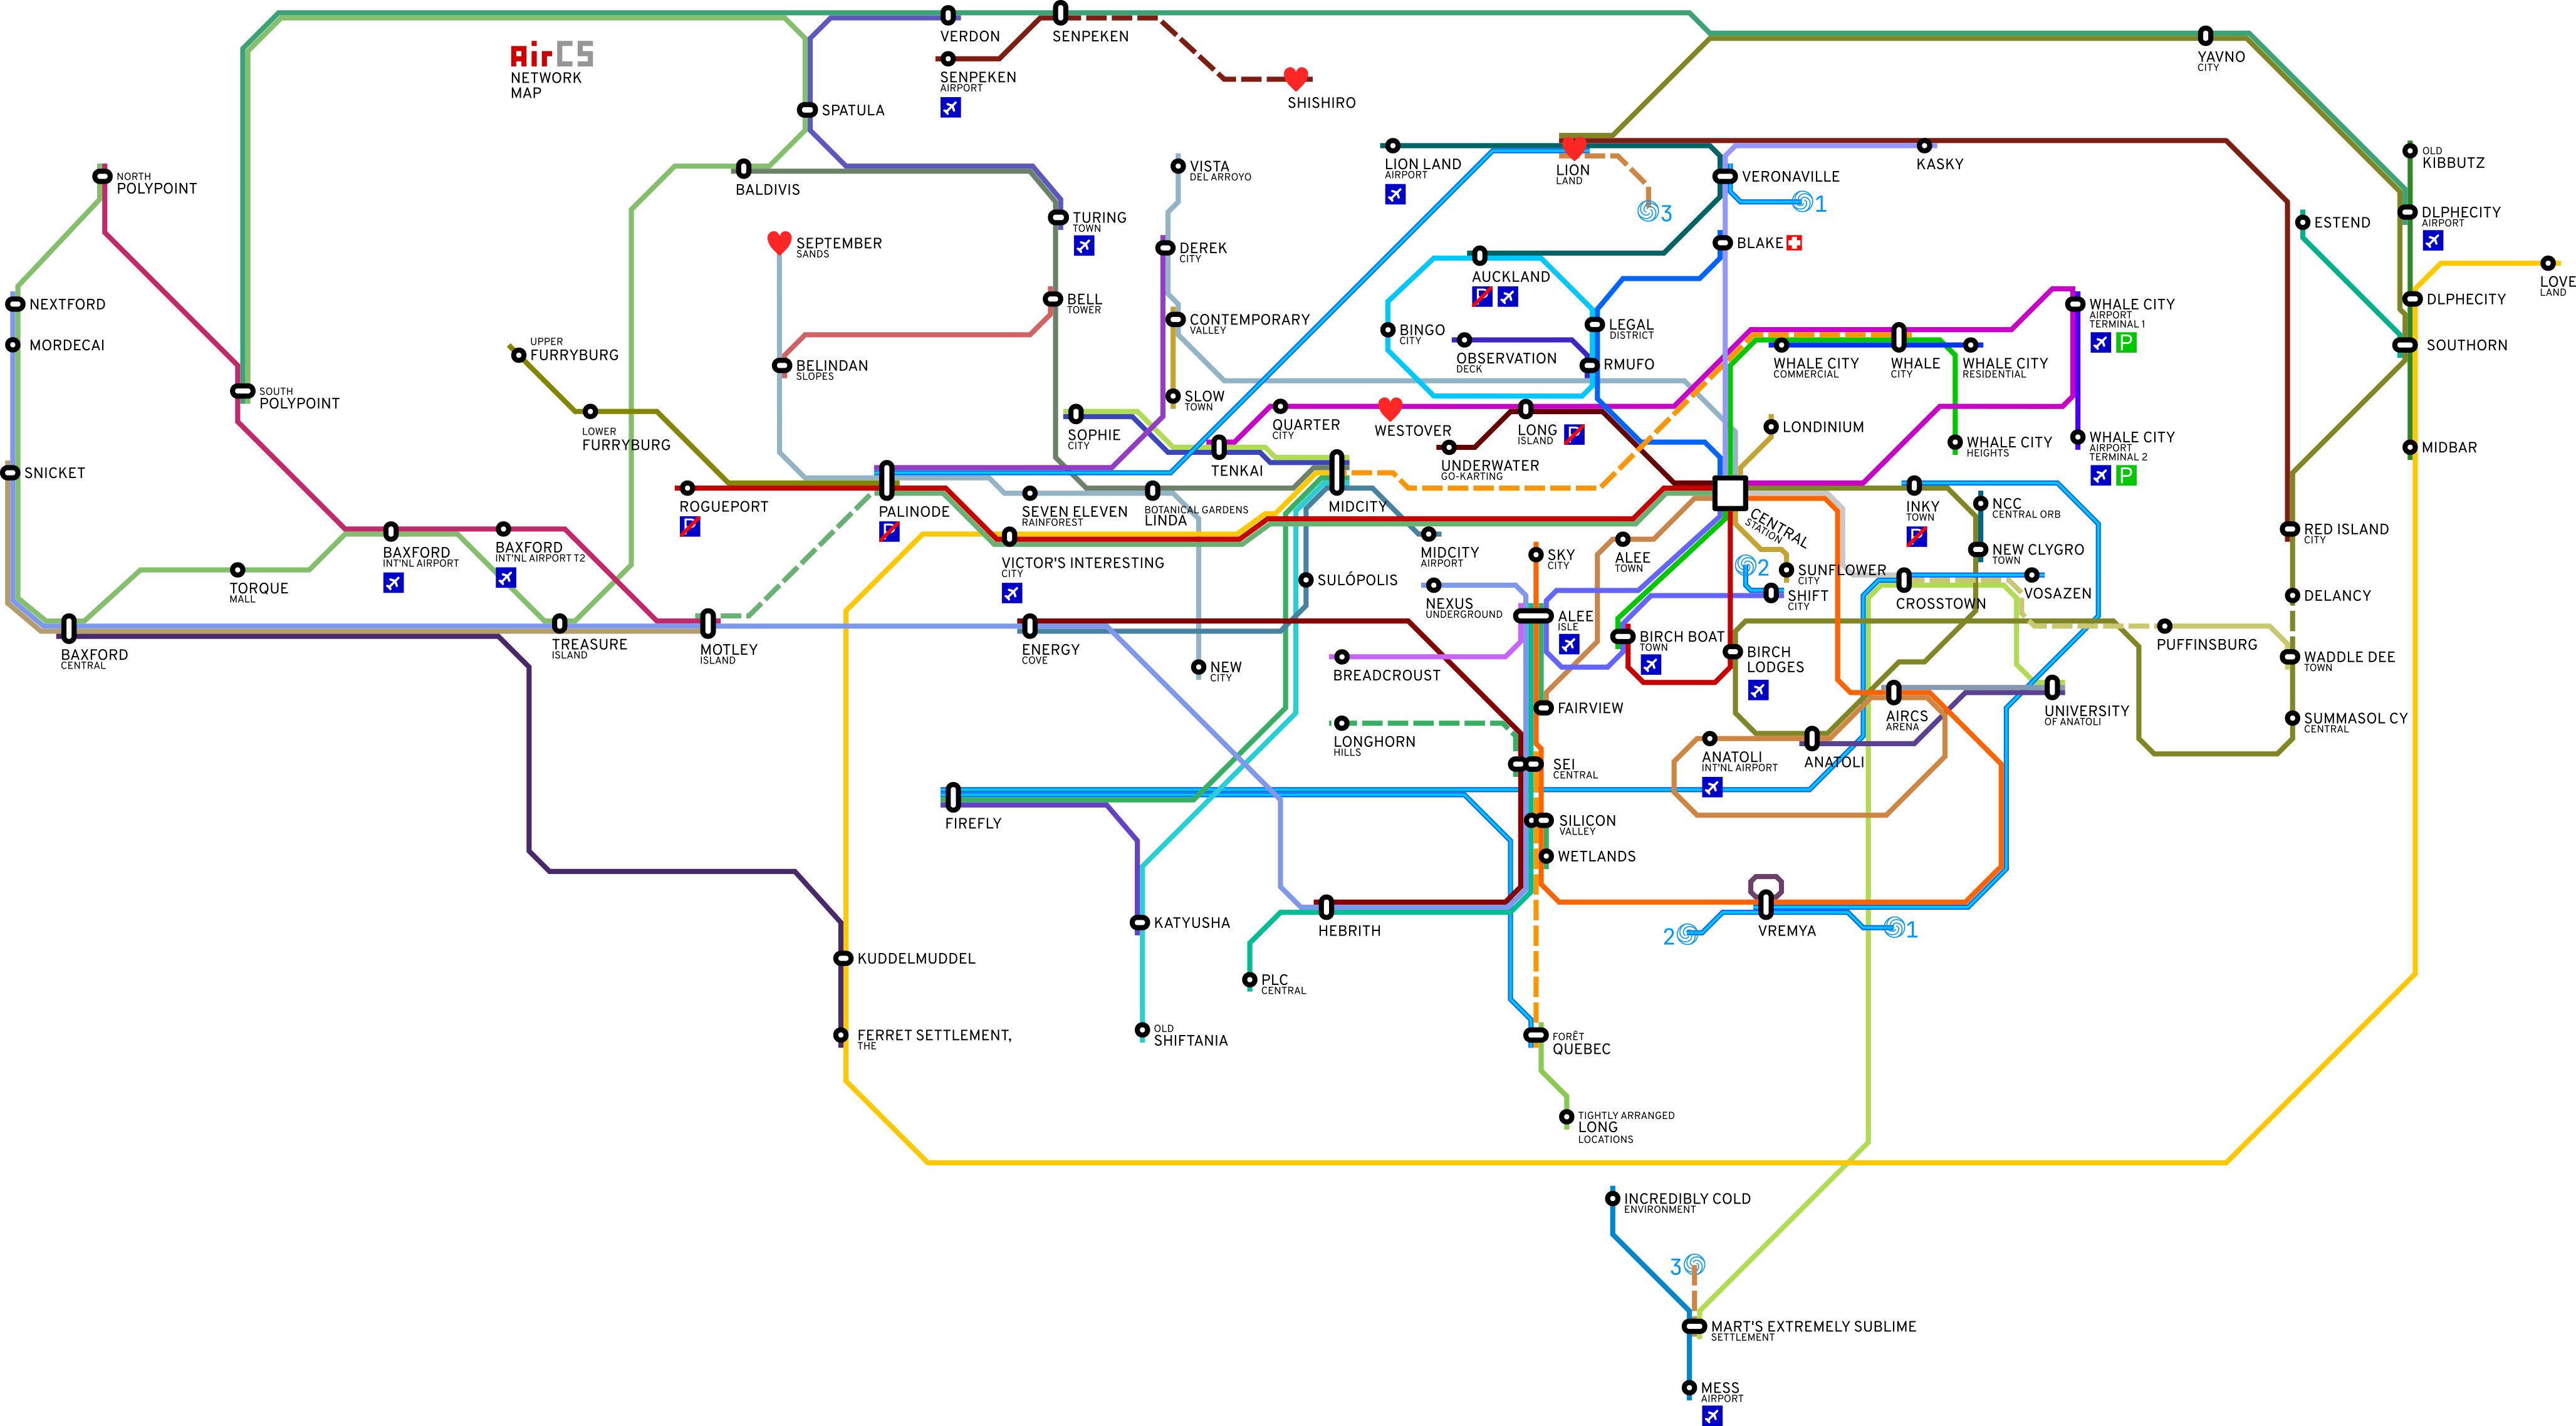 AirCS
NETWORK
MAP
VERDON
SENPEKEN
SENPEKEN
AIRPORT
SHISHIRO
YAVNO
CITY
SPATULA
NORTH
POLYPOINT
BALDIVIS
VISTA
DEL ARROYO
LION LAND
AIRPORT
LION
LAND
3
VERONAVILLE
1
KASKY
OLD
KIBBUTZ
TURING
TOWN
SEPTEMBER
SANDS
DEREK
CITY
BLAKE
ESTEND
DLPHECITY
AIRPORT
AUCKLAND
LOVE
LAND
NEXTFORD
BELL
TOWER
CONTEMPORARY
VALLEY
BINGO
CITY
LEGAL
DISTRICT
WHALE CITY
AIRPORT
TERMINAL 1
P
DLPHECITY
MORDECAI
UPPER
FURRYBURG
BELINDAN
SLOPES
OBSERVATION
DECK
RMUFO
WHALE CITY
COMMERCIAL
WHALE
CITY
WHALE CITY
RESIDENTIAL
SOUTHORN
SOUTH
POLYPOINT
LOWER
FURRYBURG
SOPHIE
CITY
SLOW
TOWN
QUARTER
CITY
WESTOVER
LONG
ISLAND
P
LONDINIUM
WHALE CITY
HEIGHTS
WHALE CITY
AIRPORT
TERMINAL 2
P
MIDBAR
SNICKET
TENKAI
UNDERWATER
GO-KARTING
ROGUEPORT
PALINODE
SEVEN ELEVEN
RAINFOREST
BOTANICAL GARDENS
LINDA
MIDCITY
CENTRAL
STATION
INKY
TOWN
NCC
CENTRAL ORB
RED ISLAND
CITY
BAXFORD
INT'NL AIRPORT
BAXFORD
INT'NL AIRPORT T2
VICTOR'S INTERESTING
CITY
MIDCITY
AIRPORT
SKY
CITY
ALEE
TOWN
2
SUNFLOWER
CITY
NEW CLYGRO
TOWN
TORQUE
MALL
SULÓPOLIS
NEXUS
UNDERGROUND
SHIFT
CITY
CROSSTOWN
VOSAZEN
DELANCY
BAXFORD
CENTRAL
TREASURE
ISLAND
MOTLEY
ISLAND
ENERGY
COVE
NEW
CITY
ALEE
ISLE
BIRCH BOAT
TOWN
BIRCH
LODGES
PUFFINSBURG
WADDLE DEE
TOWN
BREADCROUST
FAIRVIEW
AIRCS
ARENA
UNIVERSITY
OF ANATOLI
SUMMASOL CY
CENTRAL
LONGHORN
HILLS
SEI
CENTRAL
ANATOLI
INT'NL AIRPORT
ANATOLI
FIREFLY
SILICON
VALLEY
WETLANDS
KATYUSHA
HEBRITH
2
VREMYA
1
KUDDELMUDDEL
PLC
CENTRAL
FERRET SETTLEMENT,
THE
OLD
SHIFTANIA
FORÊT
QUEBEC
TIGHTLY ARRANGED
LONG
LOCATIONS
INCREDIBLY COLD
ENVIRONMENT
3
MART'S EXTREMELY SUBLIME
SETTLEMENT
MESS
AIRPORT